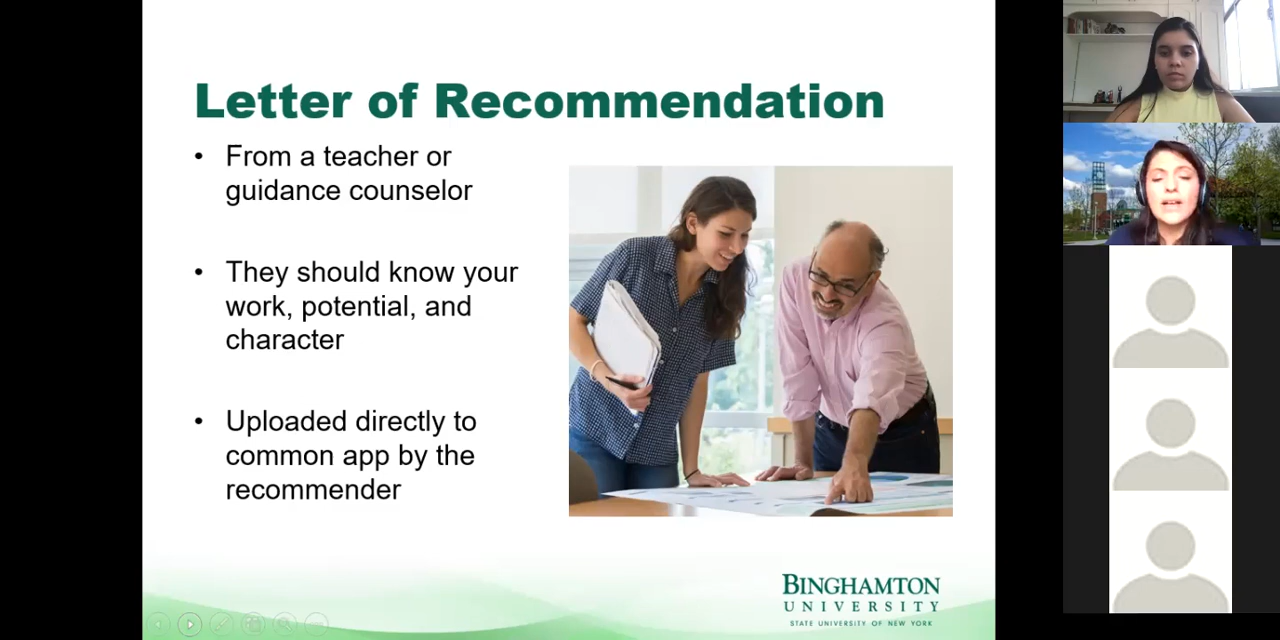 Letter of Recommendation
• From a teacher or
guidance counselor
• They should know your
work, potential, and
character
• Uploaded directly to
common app by the
recommender
BINGHAMTON
UNIVERSITY
STATE UNIVERSITY OF NEW YORK